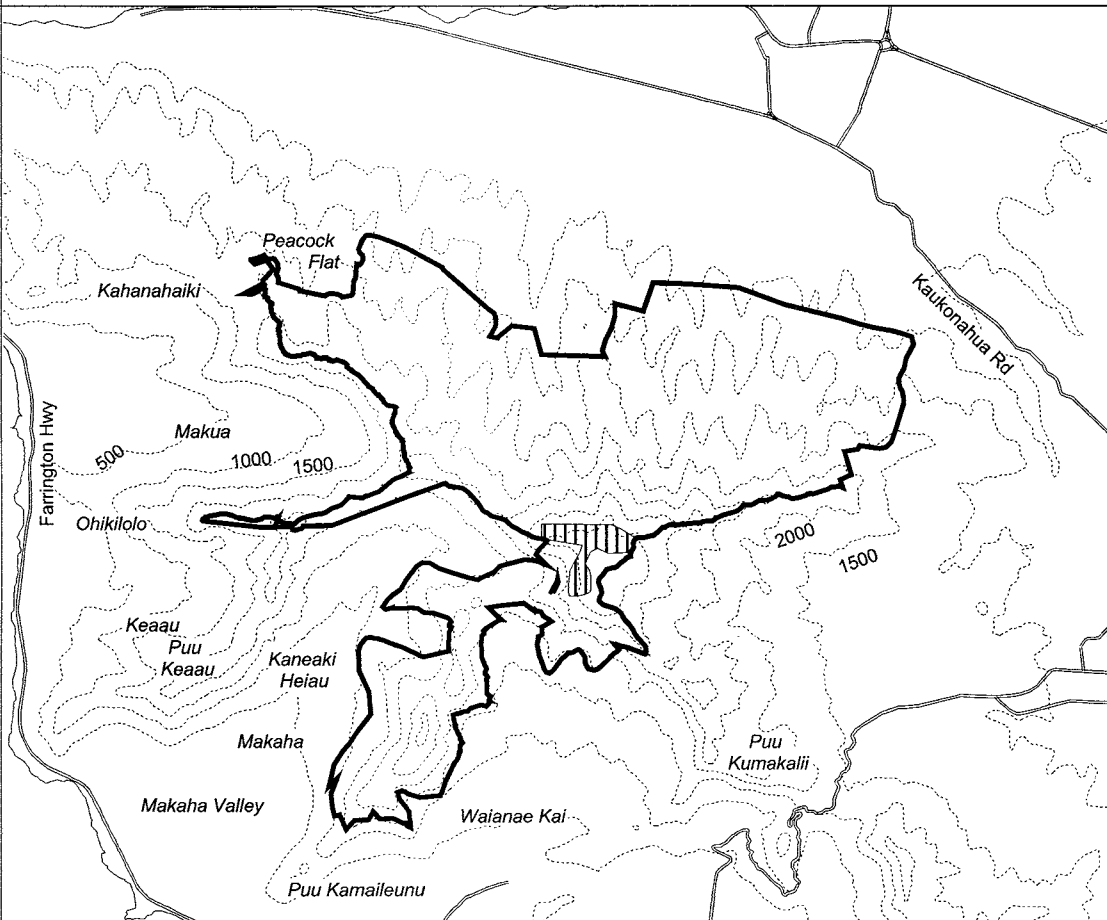 Peacock
Flat
Kahanahaiki
Kaukonahua Rd
Farrington Hwy
Makua
500
1000
1500
Ohikilolo
2000
1500
Keaau
Puu
Keaau
Kaneaki
Heiau
Makaha
Puu
Kumakalii
Makaha Valley
Waianae Kai
Puu Kamaileunu